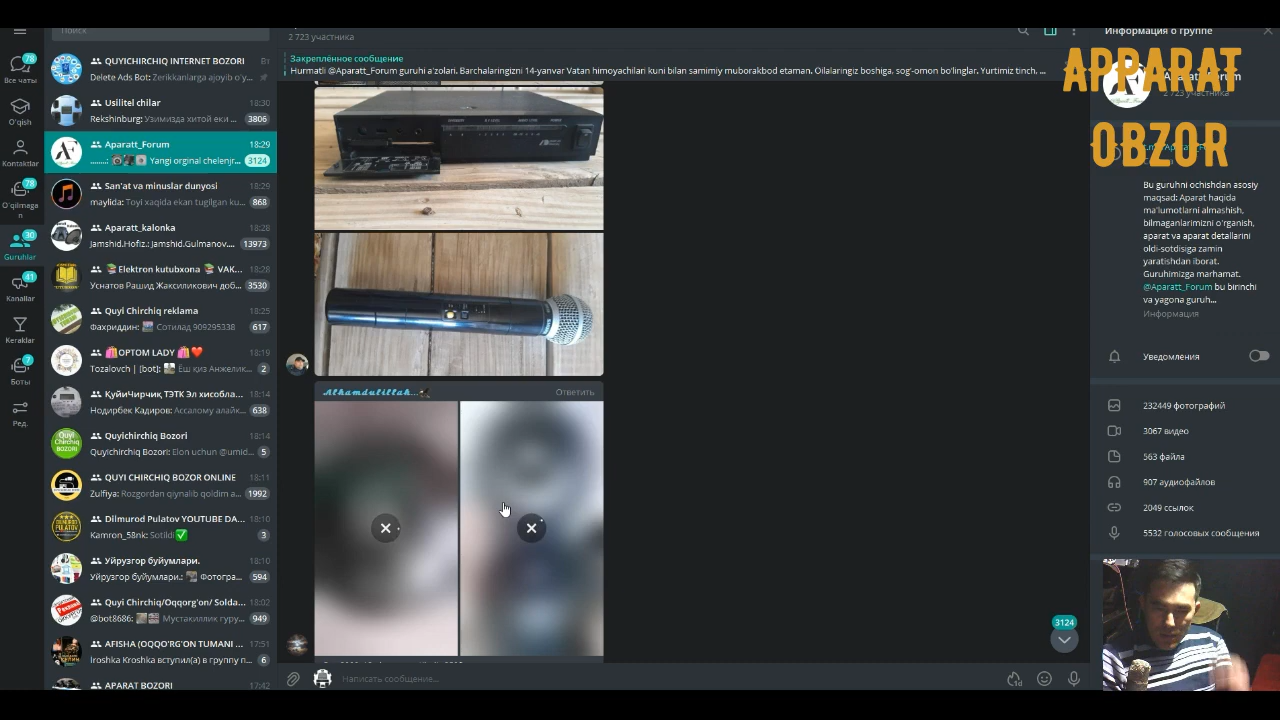 Поиск
78
Все чаты
O'qish
Kontaktlar
78
O'qilmagan
30
Guruhlar
41
Kanallar
Keraklar
7
Боты
Ред.
QUYICHIRCHIQ INTERNET BOZORI
Delete Ads Bot: Zerikkanlarga ajoyib o'y...
Usilitel chilar 18:30
Rekshinburg: Узимизда хитой еки ... 3806
Aparatt_Forum 18:29
Yangi orginal chelenjr... 3124
San'at va minuslar dunyosi 18:29
maylida: Toyi xaqida ekan tugilgan ku... 868
Aparatt_kalonka 18:28
Jamshid.Hofiz.: Jamshid.Gulmanov.... 13973
Elektron kutubxona VAK... 18:28
Уснатов Рашид Жаксиликович доб... 3530
Quyi Chirchiq reklama 18:25
Фахриддин: Сотилад 909295338 617
OPTOM LADY 18:19
Tozalovch | [bot]: Еш қиз Анжелик... 2
ҚуйиЧирчиқ ТЭТК Эл хисобла... 18:14
Нодирбек Кадиров: Ассалому алайк... 638
Quyichirchiq Bozori 18:14
Quyichirchiq Bozori: Elon uchun @umid... 5
QUYI CHIRCHIQ BOZOR ONLINE 18:11
Zulfiya: Rozgordan qiynalib qoldim a... 1992
Dilmurod Pulatov YOUTUBE DA... 18:10
Kamron_58nk: Sotildi 3
Уйрузгор буйумлари. 18:10
Уйрузгор буйумлари.: Фотогра... 594
Quyi Chirchiq/Oqqorg'on/ Solda... 18:02
@bot8686: Мустакиллик гуру... 949
AFISHA (OQQO'RG'ON TUMANI ... 17:51
Iroshka Kroshka вступил(а) в группу п... 6
APARAT BOZORI 17:42
2 723 участника
Закреплённое сообщение
Hurmatli @Aparatt_Forum guruhi a'zolari. Barchalaringizni 14-yanvar Vatan himoyachilari kuni bilan samimiy muborakbod etaman. Oilalaringiz boshiga, sog'-omon bo'linglar. Yurtimiz tinch, ...
Alhamdulillah... Ответить
3124
Написать сообщение...
Информация о группе
APPARAT
OBZOR
Bu guruhni ochishdan asosiy
maqsad; Aparat haqida
ma'lumotlarni almashish,
bilmaganlarimizni o'rganish,
aparat va aparat detallarini
oldi-sotdisiga zamin
yaratishdan iborat.
Guruhimizga marhamat.
@Aparatt_Forum bu birinchi
va yagona guruh...
Информация
Уведомления
232449 фотографий
3067 видео
563 файла
907 аудиофайлов
2049 ссылок
5532 голосовых сообщения